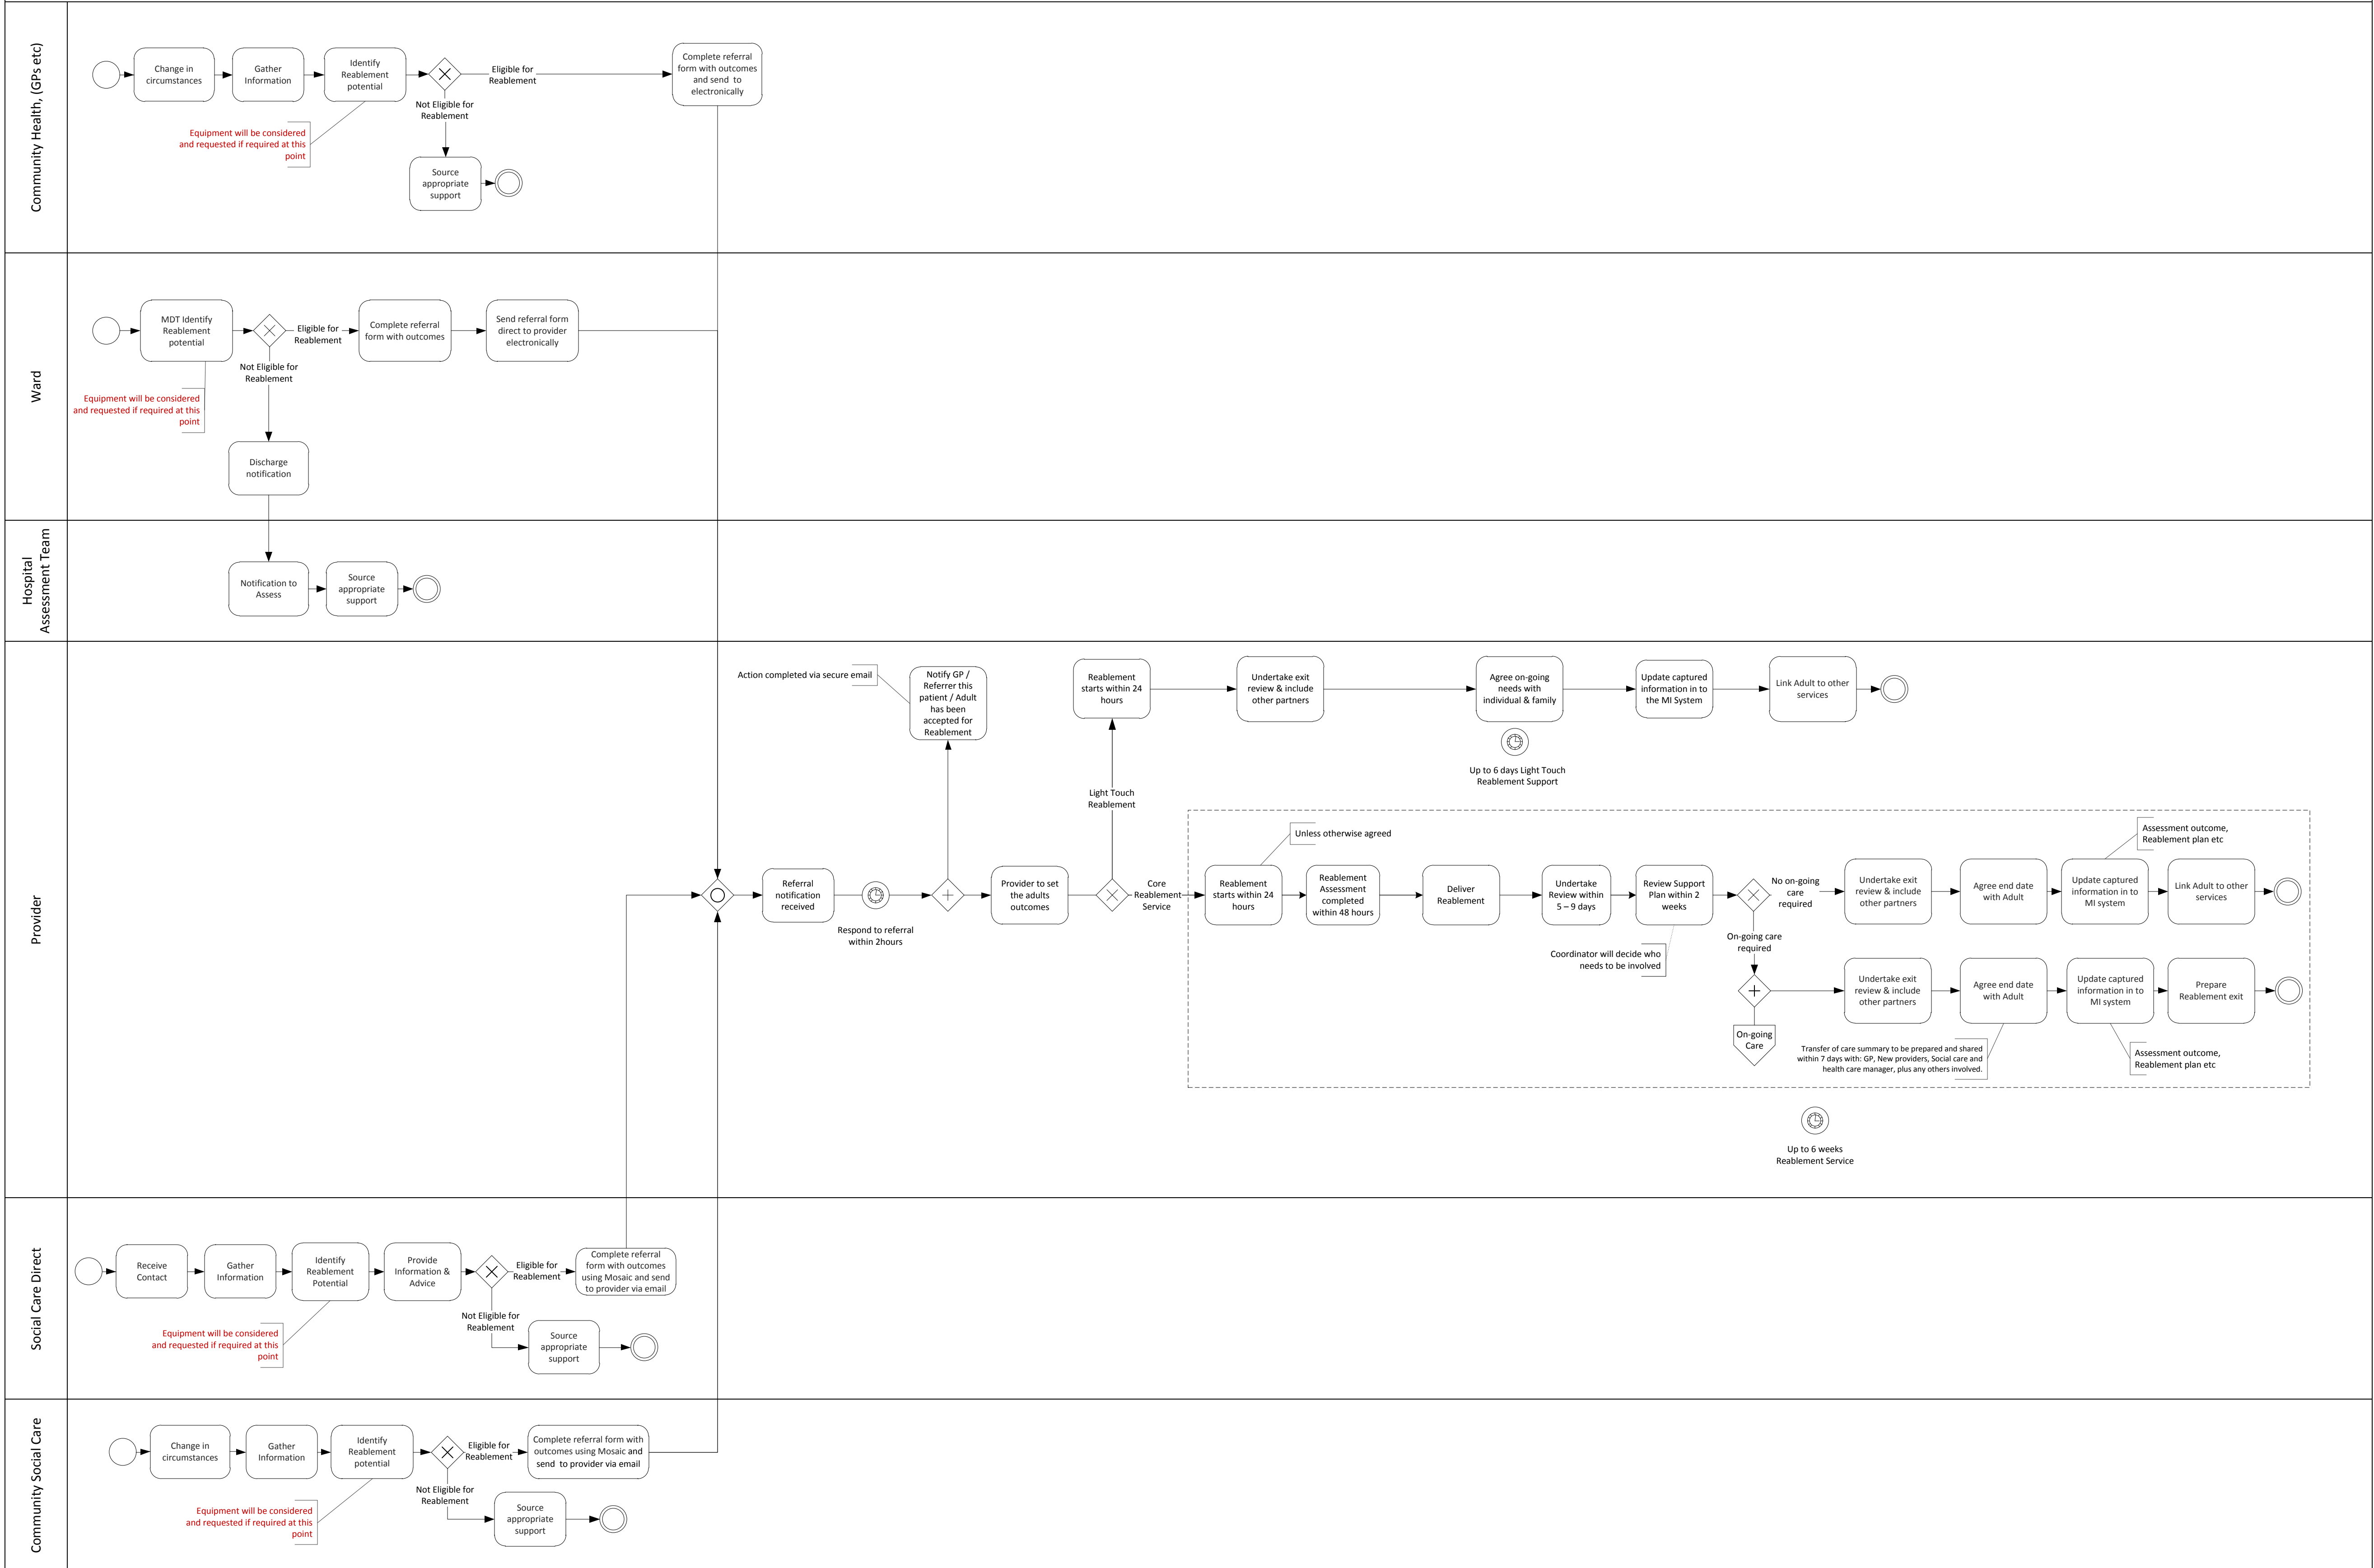 Community Health, (GPs etc)
Change in
circumstances
Gather
Information
Identify
Reablement
potential
Eligible for
Reablement
Complete referral
form with outcomes
and send  to
electronically
Not Eligible for
Reablement
Equipment will be considered
and requested if required at this
point
Source
appropriate
support
Ward
MDT Identify
Reablement
potential
Eligible for
Reablement
Complete referral
form with outcomes
Send referral form
direct to provider
electronically
Not Eligible for
Reablement
Equipment will be considered
and requested if required at this
point
Discharge
notification
Hospital
Assessment Team
Notification to
Assess
Source
appropriate
support
Provider
Action completed via secure email
Notify GP /
Referrer this
patient / Adult
has been
accepted for
Reablement
Reablement
starts within 24
hours
Undertake exit
review & include
other partners
Agree on-going
needs with
individual & family
Update captured
information in to
the MI System
Link Adult to other
services
Up to 6 days Light Touch
Reablement Support
Light Touch
Reablement
Unless otherwise agreed
Assessment outcome,
Reablement plan etc
Referral
notification
received
Respond to referral
within 2hours
Provider to set
the adults
outcomes
Core
Reablement
Service
Reablement
starts within 24
hours
Reablement
Assessment
completed
within 48 hours
Deliver
Reablement
Undertake
Review within
5 – 9 days
Review Support
Plan within 2
weeks
No on-going
care
required
Undertake exit
review & include
other partners
Agree end date
with Adult
Update captured
information in to
MI system
Link Adult to other
services
Coordinator will decide who
needs to be involved
On-going care
required
Undertake exit
review & include
other partners
Agree end date
with Adult
Update captured
information in to
MI system
Prepare
Reablement exit
On-going
Care
Transfer of care summary to be prepared and shared
within 7 days with: GP, New providers, Social care and
health care manager, plus any others involved.
Assessment outcome,
Reablement plan etc
Up to 6 weeks
Reablement Service
Social Care Direct
Receive
Contact
Gather
Information
Identify
Reablement
Potential
Provide
Information &
Advice
Eligible for
Reablement
Complete referral
form with outcomes
using Mosaic and send
to provider via email
Not Eligible for
Reablement
Equipment will be considered
and requested if required at this
point
Source
appropriate
support
Community Social Care
Change in
circumstances
Gather
Information
Identify
Reablement
potential
Eligible for
Reablement
Complete referral form with
outcomes using Mosaic and
send  to provider via email
Not Eligible for
Reablement
Equipment will be considered
and requested if required at this
point
Source
appropriate
support